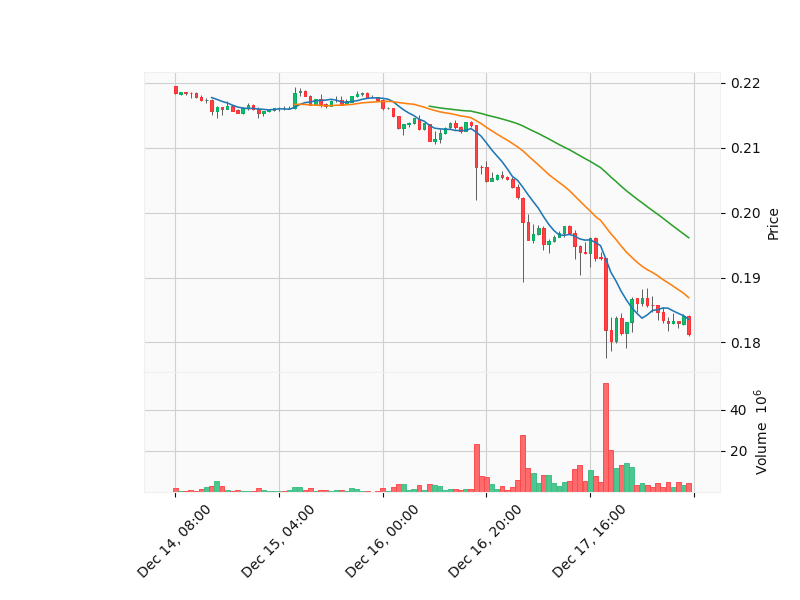 0.22
0.21
0.20
0.19
0.18
Price
40
20
Volume 10^6
Dec 14, 08:00
Dec 15, 04:00
Dec 16, 00:00
Dec 16, 20:00
Dec 17, 16:00